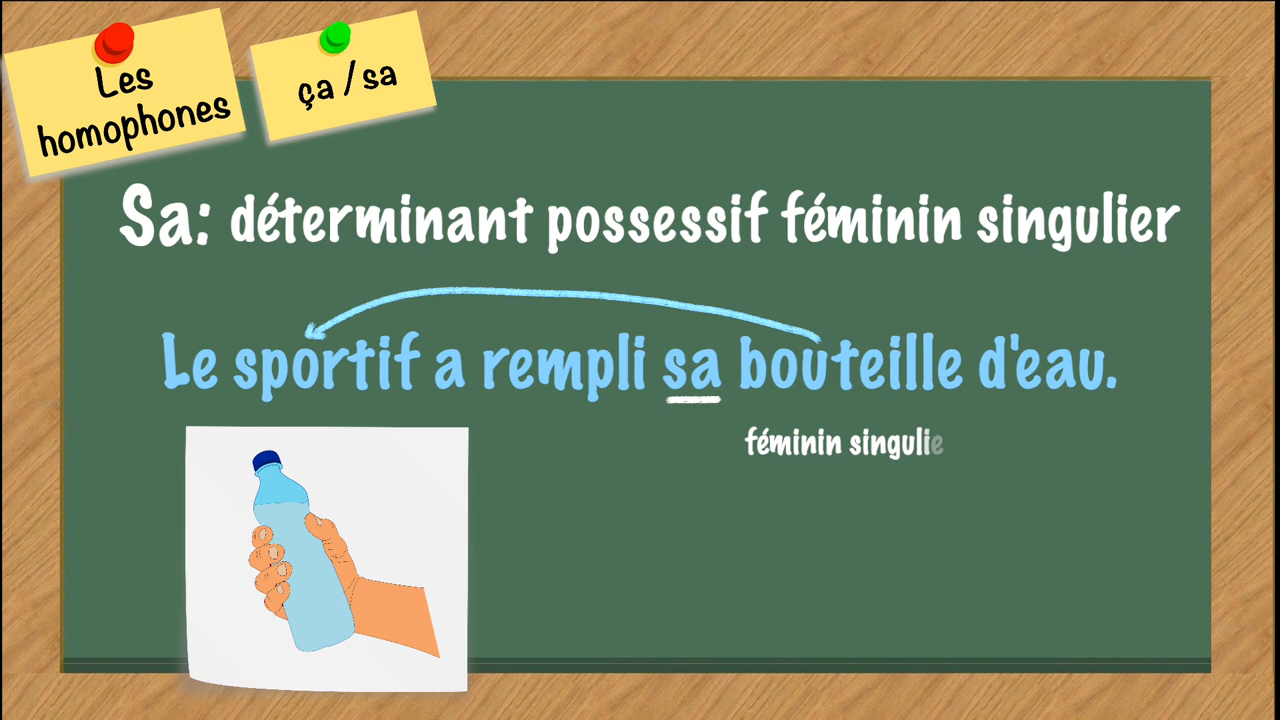 Les
homophones
ça / sa
Sa: déterminant possessif féminin singulier
Le sportif a rempli sa bouteille d'eau.
féminin singulie